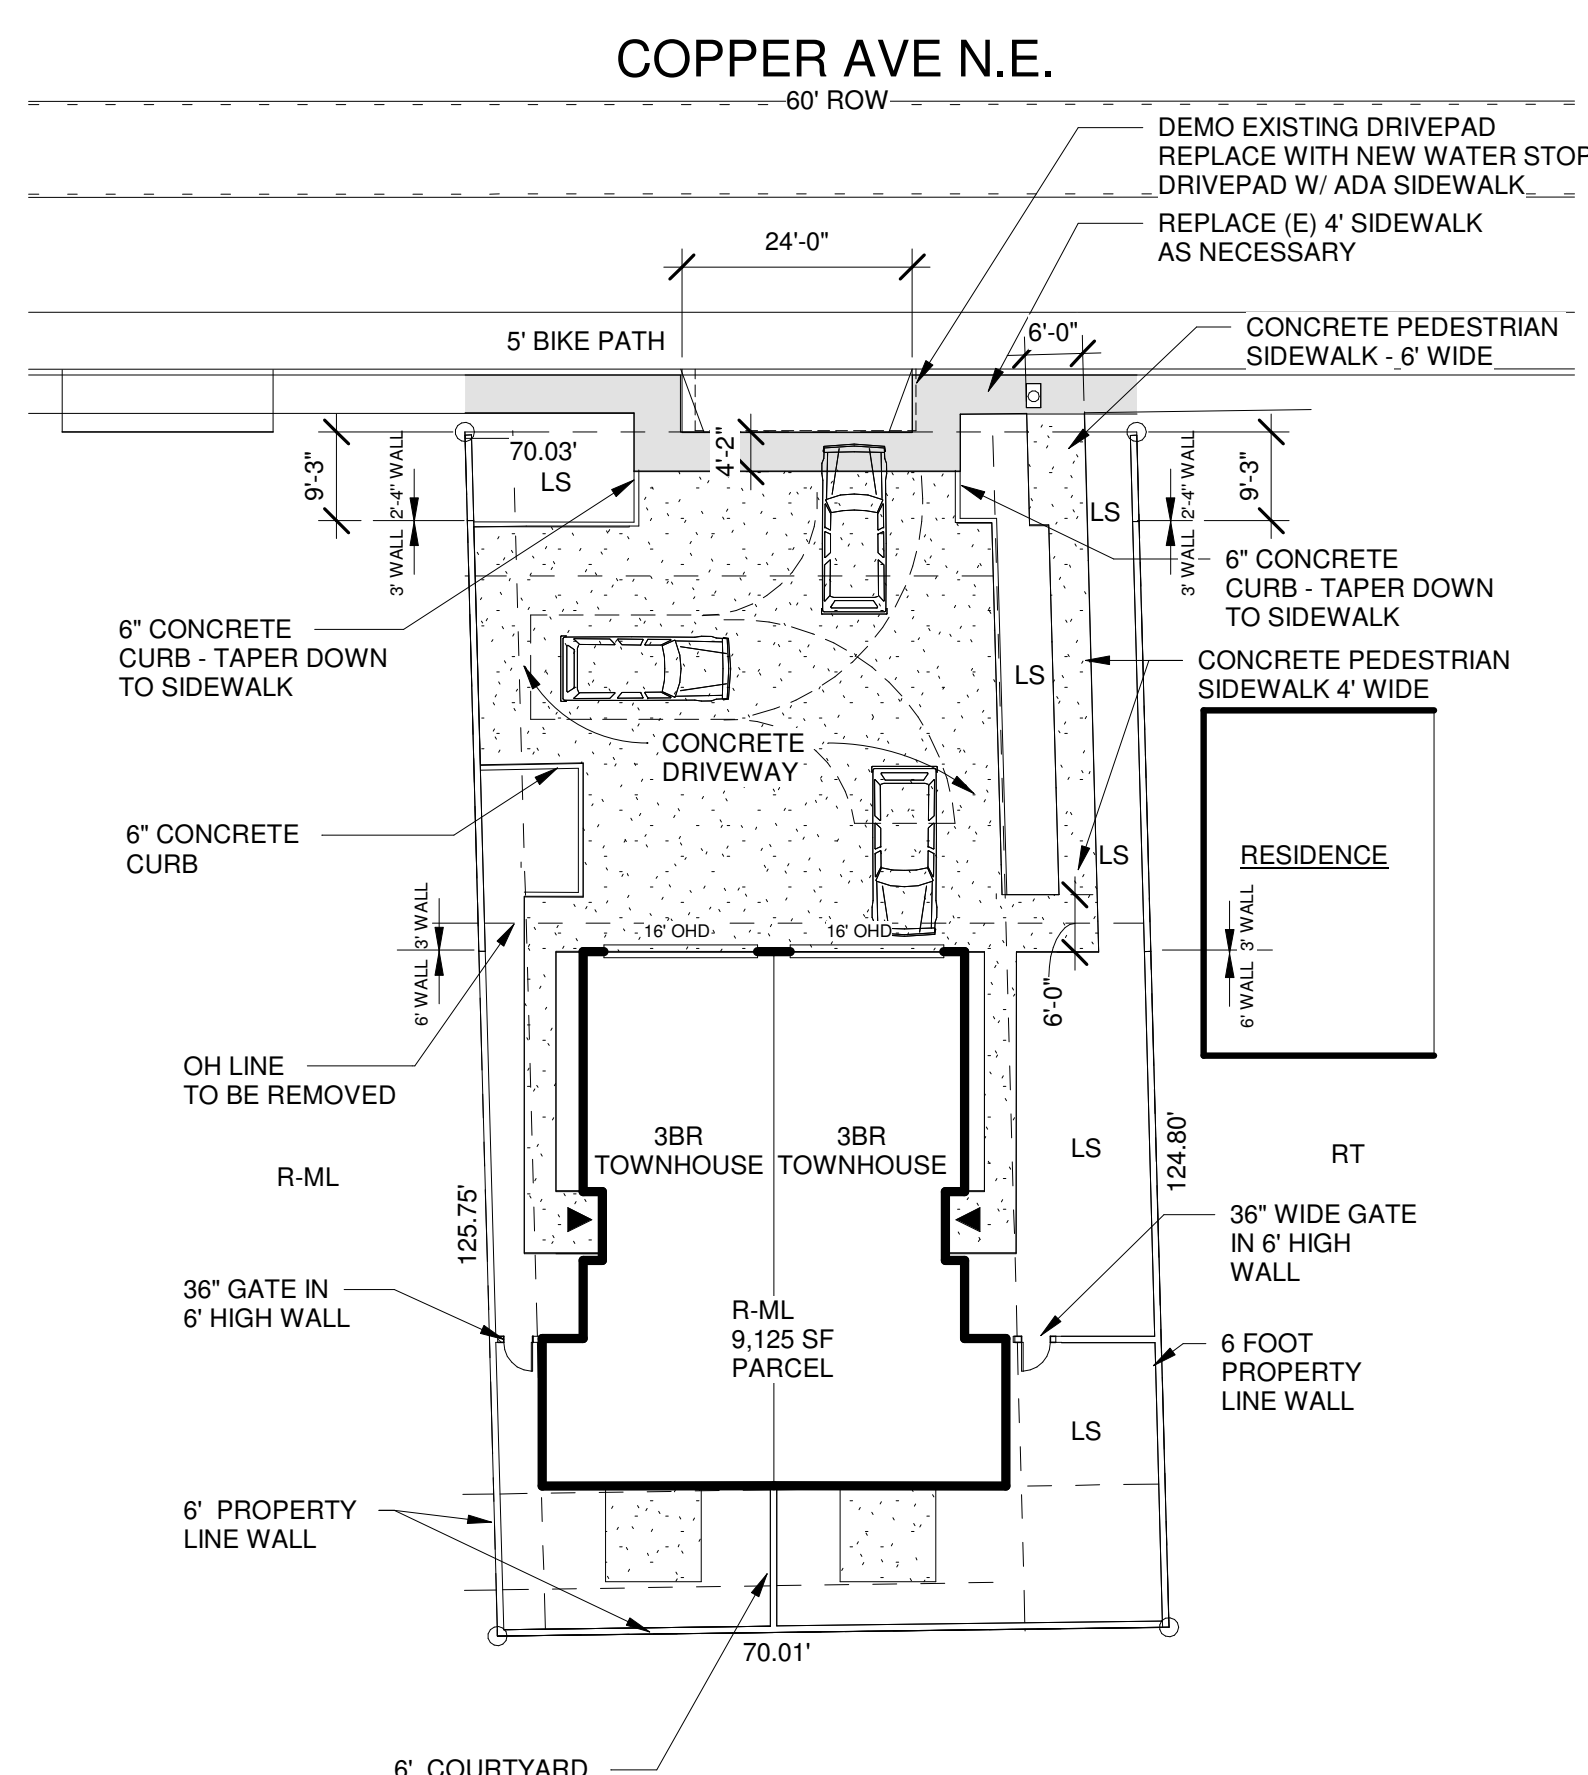 COPPER AVE N.E.
60' ROW
DEMO EXISTING DRIVEPAD
REPLACE WITH NEW WATER STOP
DRIVEPAD W/ ADA SIDEWALK
REPLACE (E) 4' SIDEWALK
AS NECESSARY
24'-0"
5' BIKE PATH
6'-0"
CONCRETE PEDESTRIAN
SIDEWALK - 6' WIDE
70.03'
LS
4'-2"
9'-3"
2'-4" WALL
3' WALL
LS
2'-4" WALL
3' WALL
9'-3"
6" CONCRETE
CURB - TAPER DOWN
TO SIDEWALK
6" CONCRETE
CURB - TAPER DOWN
TO SIDEWALK
LS
CONCRETE PEDESTRIAN
SIDEWALK 4' WIDE
CONCRETE
DRIVEWAY
6" CONCRETE
CURB
LS
RESIDENCE
3' WALL
6' WALL
16' OHD
16' OHD
3' WALL
6' WALL
6'-0"
OH LINE
TO BE REMOVED
3BR
TOWNHOUSE
3BR
TOWNHOUSE
LS
124.80'
RT
R-ML
125.75'
36" WIDE GATE
IN 6' HIGH
WALL
36" GATE IN
6' HIGH WALL
R-ML
9,125 SF
PARCEL
6 FOOT
PROPERTY
LINE WALL
LS
6' PROPERTY
LINE WALL
70.01'
6' COURTYARD